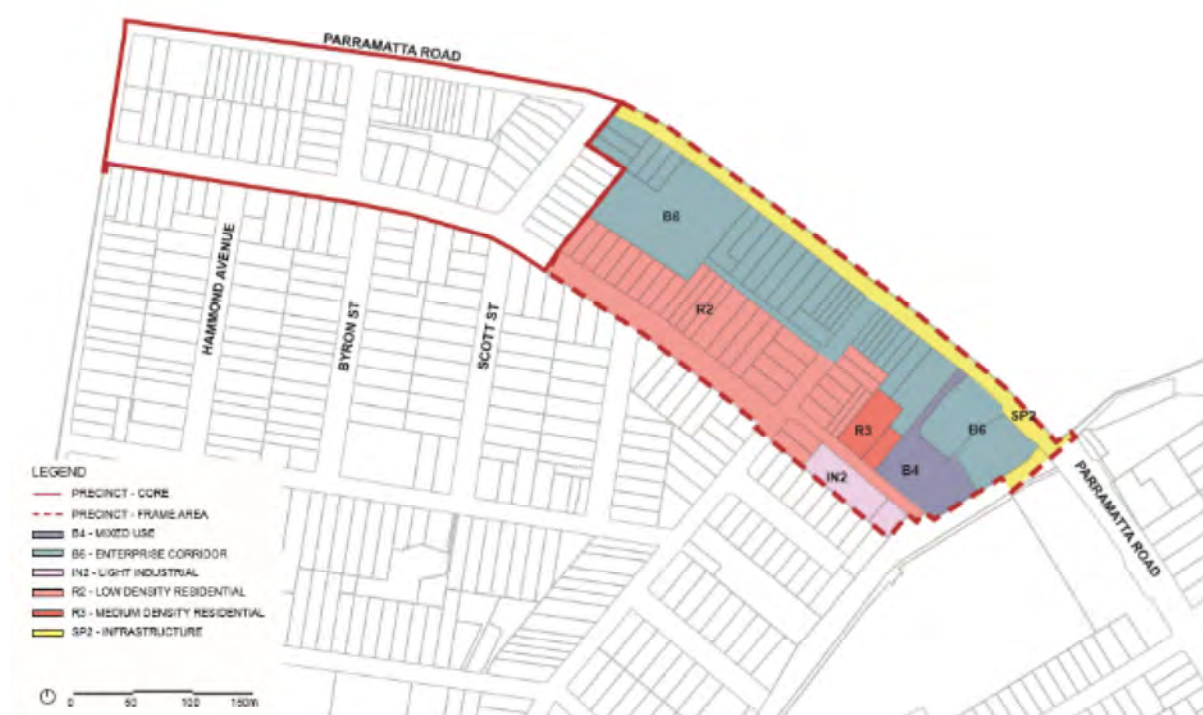 PARRAMATTA ROAD
B6
R2
HAMMOND AVENUE
BYRON ST
SCOTT ST
SP2
B6
R3
B4
IN2
PARRAMATTA ROAD
LEGEND
PRECINCT - CORE
PRECINCT - FRAME AREA
B4 - MIXED USE
B6 - ENTERPRISE CORRIDOR
IN2 - LIGHT INDUSTRIAL
R2 - LOW DENSITY RESIDENTIAL
R3 - MEDIUM DENSITY RESIDENTIAL
SP2 - INFRASTRUCTURE
0 50 100 150m